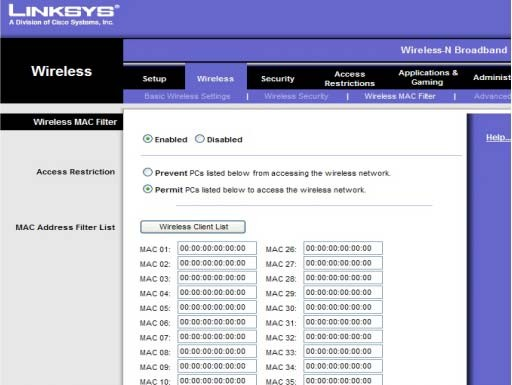 LINKSYS®
A Division of Cisco Systems, Inc.
Wireless-N Broadband
Wireless
Setup Wireless Security Access Restrictions Applications & Gaming Administ
Basic Wireless Settings | Wireless Security | Wireless MAC Filter | Advanced
Wireless MAC Filter
Enabled Disabled
Help...
Access Restriction
Prevent PCs listed below from accessing the wireless network.
Permit PCs listed below to access the wireless network.
MAC Address Filter List
Wireless Client List
MAC 01: 00:00:00:00:00:00 MAC 26: 00:00:00:00:00:00
MAC 02: 00:00:00:00:00:00 MAC 27: 00:00:00:00:00:00
MAC 03: 00:00:00:00:00:00 MAC 28: 00:00:00:00:00:00
MAC 04: 00:00:00:00:00:00 MAC 29: 00:00:00:00:00:00
MAC 05: 00:00:00:00:00:00 MAC 30: 00:00:00:00:00:00
MAC 06: 00:00:00:00:00:00 MAC 31: 00:00:00:00:00:00
MAC 07: 00:00:00:00:00:00 MAC 32: 00:00:00:00:00:00
MAC 08: 00:00:00:00:00:00 MAC 33: 00:00:00:00:00:00
MAC 09: 00:00:00:00:00:00 MAC 34: 00:00:00:00:00:00
MAC 10: 00:00:00:00:00:00 MAC 35: 00:00:00:00:00:00